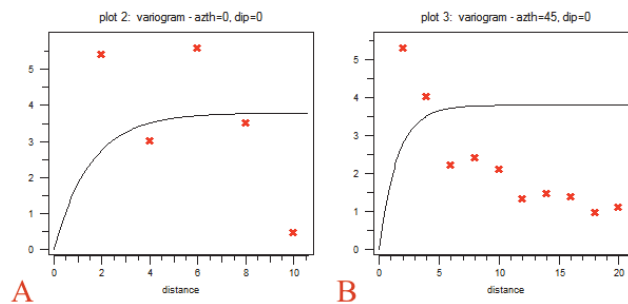 plot 2: variogram - azth=0, dip=0
5
4
3
2
1
0
0 2 4 6 8 10
distance
A
plot 3: variogram - azth=45, dip=0
5
4
3
2
1
0
0 5 10 15 20
distance
B